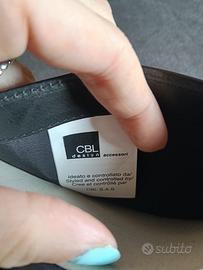 CBL
design accessori
Ideato e controllato da/
Styled and controlled by/
Créé et contrôlé par
CBL S.A.S
subito